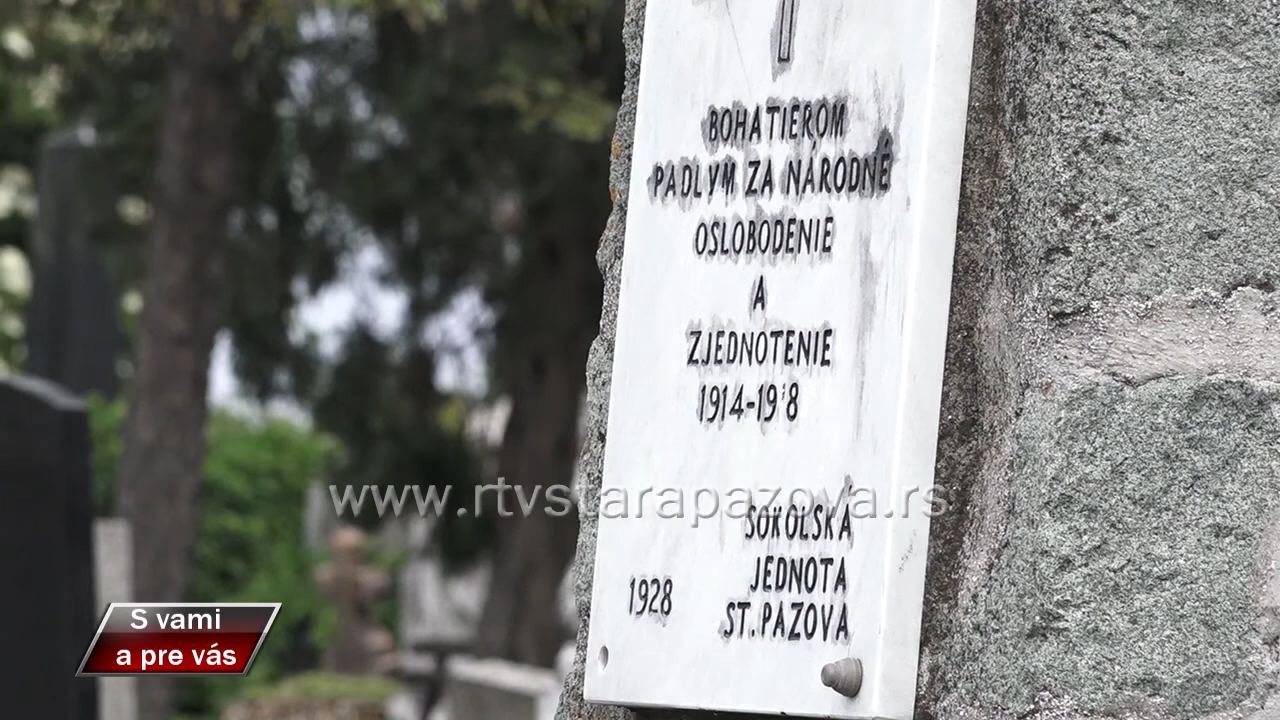 BOHATIEROM
PADLYM ZA NÁRODNÉ
OSLOBODENIE
A
ZJEDNOTENIE
1914-1918
www.rtvstarapazova.rs
SOKOLSKÁ
JEDNOTA
1928
ST. PAZOVA
S vami
a pre vás